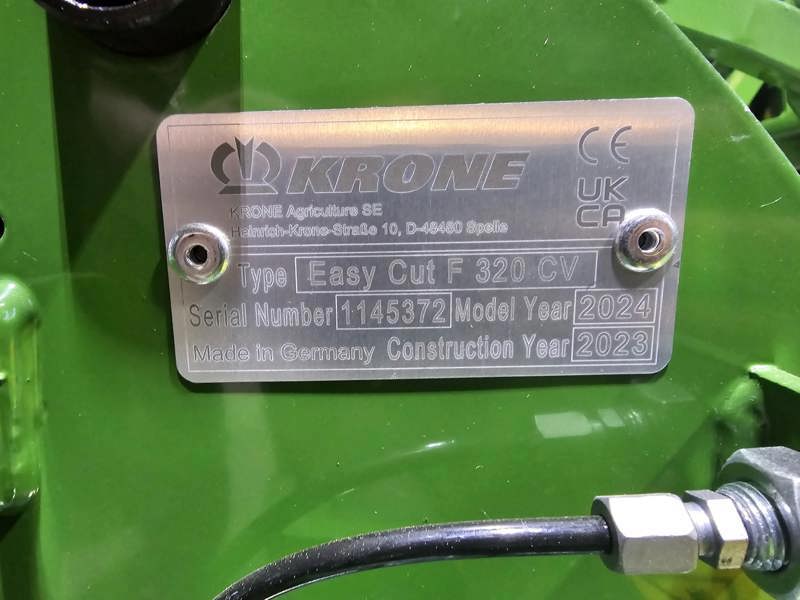 KRONE
CE
UK
CA
KRONE Agriculture SE
Heinrich-Krone-Straße 10, D-48480 Spelle
Type Easy Cut F 320 CV
Serial Number 1145372 Model Year 2024
Made in Germany Construction Year 2023